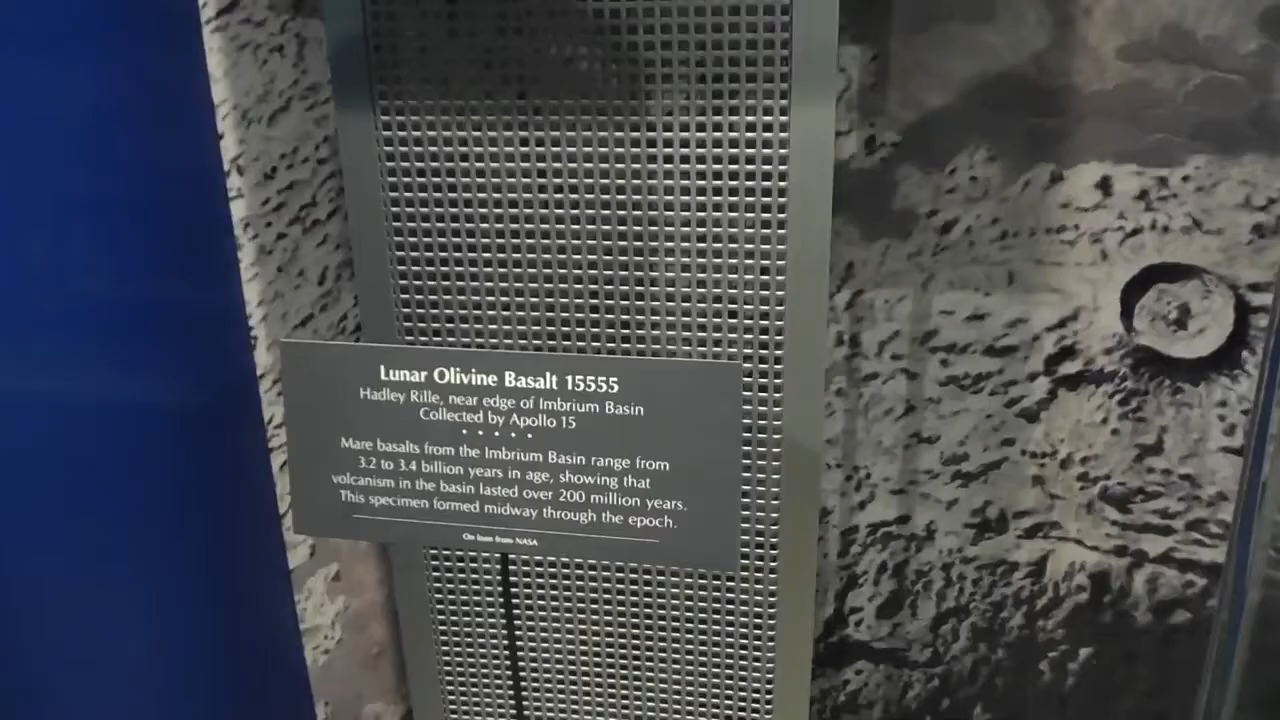 Lunar Olivine Basalt 15555
Hadley Rille, near edge of Imbrium Basin
Collected by Apollo 15
• • • • •
Mare basalts from the Imbrium Basin range from
3.2 to 3.4 billion years in age, showing that
volcanism in the basin lasted over 200 million years.
This specimen formed midway through the epoch.
On loan from NASA